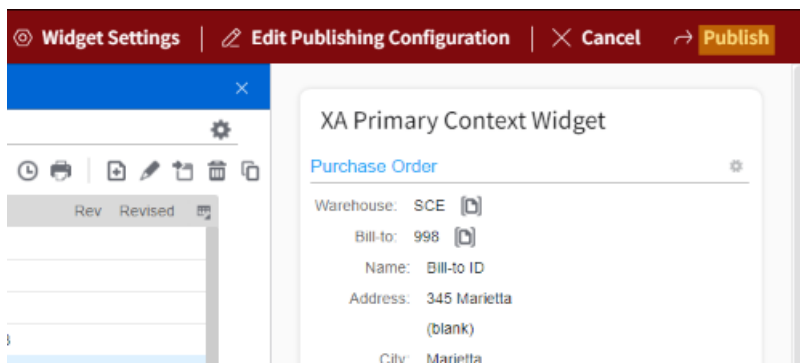 Widget Settings | Edit Publishing Configuration | Cancel Publish
XA Primary Context Widget
Purchase Order
Rev Revised
Warehouse: SCE
Bill-to: 998
Name: Bill-to ID
Address: 345 Marietta
(blank)
City: Marietta